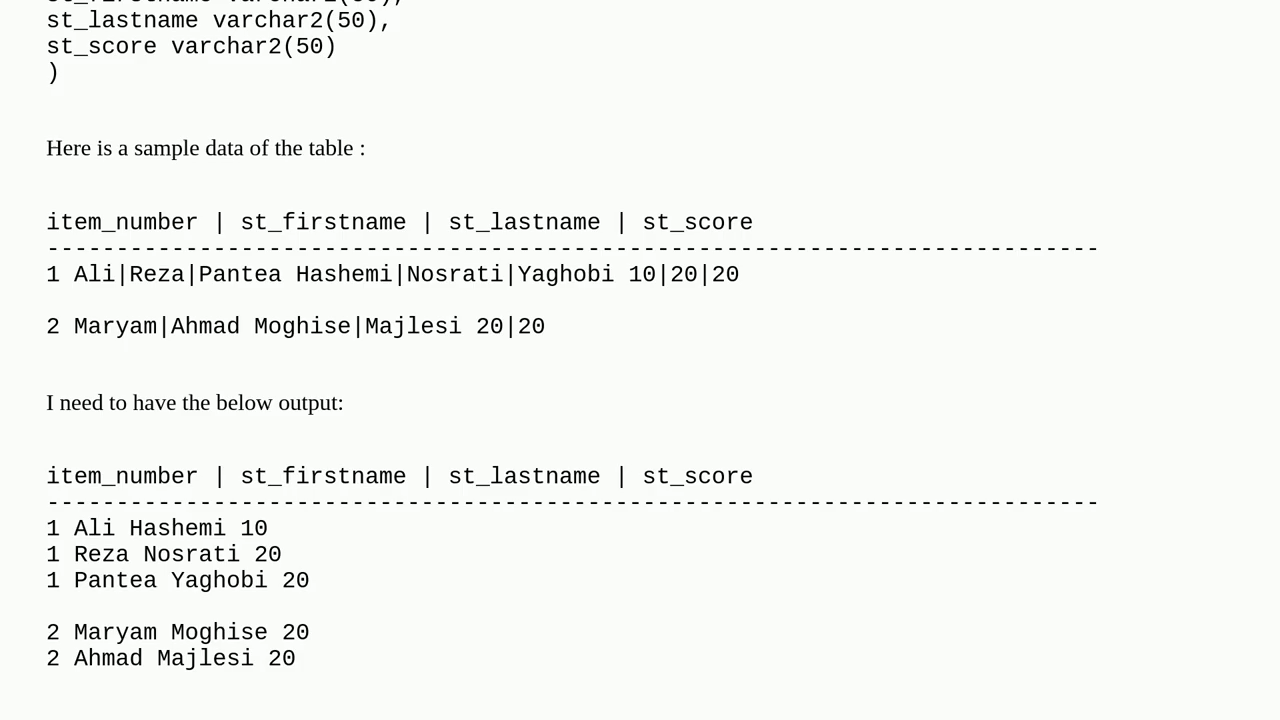 st_firstname varchar2(50),
st_lastname varchar2(50),
st_score varchar2(50)
)
Here is a sample data of the table :
item_number | st_firstname | st_lastname | st_score
----------------------------------------------------------------------------
1 Ali|Reza|Pantea Hashemi|Nosrati|Yaghobi 10|20|20
2 Maryam|Ahmad Moghise|Majlesi 20|20
I need to have the below output:
item_number | st_firstname | st_lastname | st_score
----------------------------------------------------------------------------
1 Ali Hashemi 10
1 Reza Nosrati 20
1 Pantea Yaghobi 20
2 Maryam Moghise 20
2 Ahmad Majlesi 20